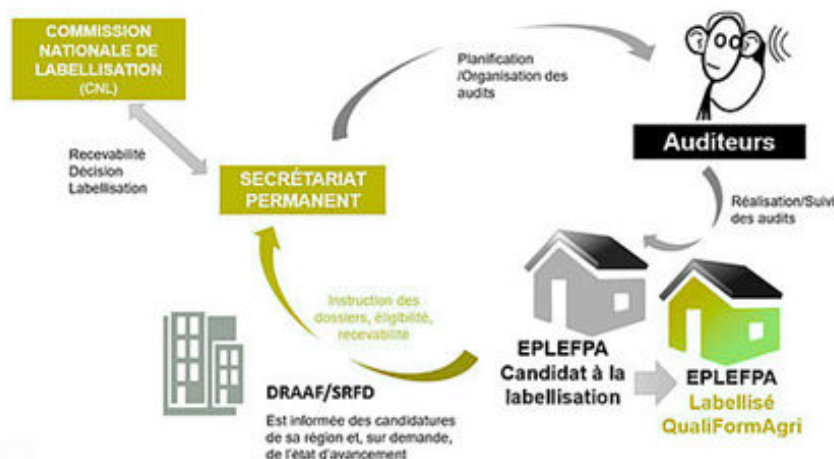 COMMISSION
NATIONALE DE
LABELLISATION
(CNL)
Planification
/Organisation des
audits
Auditeurs
Recevabilité
Décision
Labellisation
SECRÉTARIAT
PERMANENT
Réalisation/Suivi
des audits
Instruction des
dossiers, éligibilité,
recevabilité
EPLEFPA
Candidat à la
labellisation
EPLEFPA
Labellisé
QualiFormAgri
DRAAF/SRFD
Est informée des candidatures
de sa région et, sur demande,
de l'état d'avancement